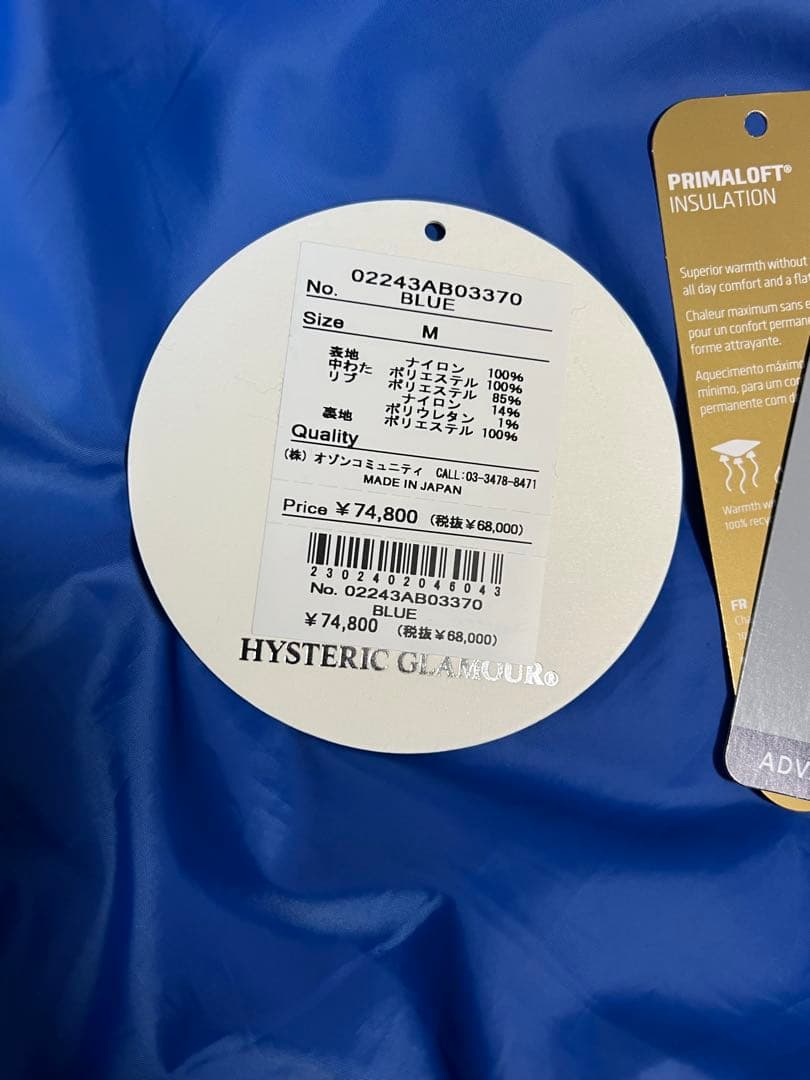 No. 02243AB03370
BLUE
Size M
表地 ナイロン 100%
中わた ポリエステル 100%
リブ ポリエステル 85%
ナイロン 14%
ポリウレタン 1%
裏地 ポリエステル 100%
Quality
(株) オゾンコミュニティ CALL:03-3478-8471
MADE IN JAPAN
Price ¥74,800 (税抜¥68,000)
2302402046043
No. 02243AB03370
BLUE
¥74,800 (税抜¥68,000)
HYSTERIC GLAMOUR®
PRIMALOFT®
INSULATION
Superior warmth without
all day comfort and a flat
Chaleur maximum sans
pour un confort perman
forme attrayante.
Aquecimento máxim
mínimo, para um con
permanente com d
Warmth w
100% recy
FR
ADV